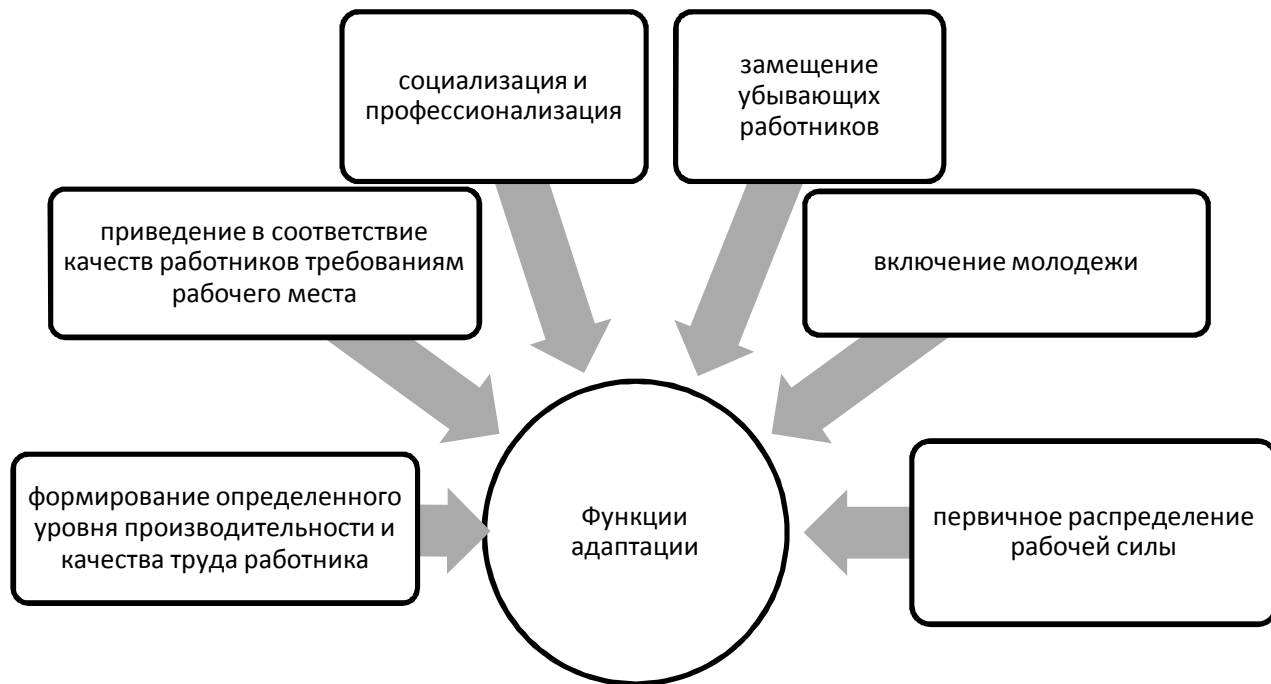 социализация и
профессионализация
замещение
убывающих
работников
приведение в соответствие
качеств работников требованиям
рабочего места
включение молодежи
формирование определенного
уровня производительности и
качества труда работника
Функции
адаптации
первичное распределение
рабочей силы